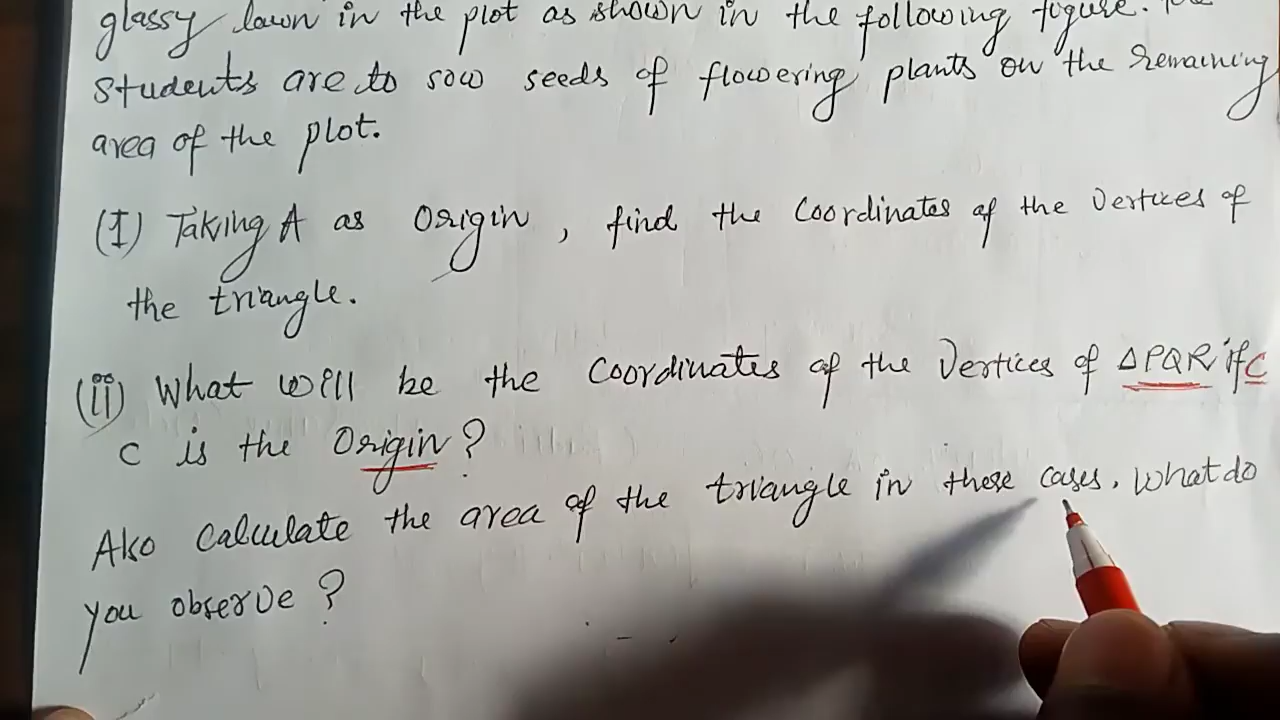 glassy lawn in the plot as shown in the following figure. The
Students are to sow seeds of flowering plants on the remaining
area of the plot.
(I) Taking A as Origin, find the Coordinates of the Vertices of
the triangle.
(ii) What will be the Coordinates of the Vertices of ΔPQR if C
C is the Origin?
Also Calculate the area of the triangle in these cases. What do
you observe?